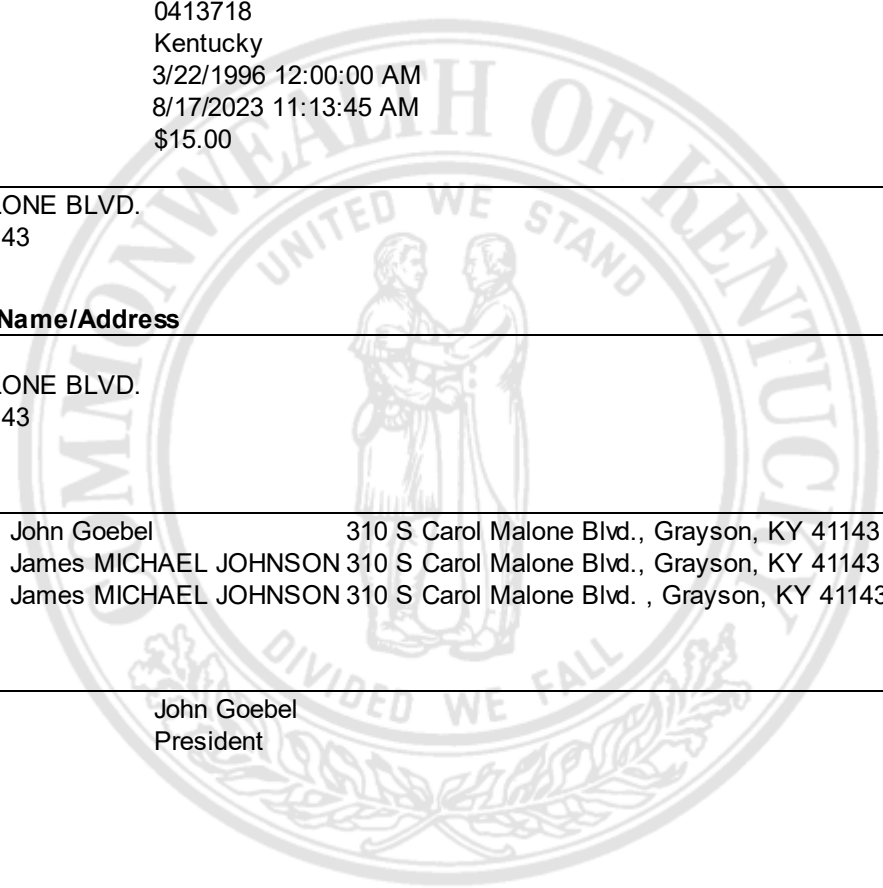 0413718
Kentucky
3/22/1996 12:00:00 AM
8/17/2023 11:13:45 AM
$15.00
ONE BLVD.
43
Name/Address
ONE BLVD.
43
John Goebel 310 S Carol Malone Blvd., Grayson, KY 41143
James MICHAEL JOHNSON 310 S Carol Malone Blvd., Grayson, KY 41143
James MICHAEL JOHNSON 310 S Carol Malone Blvd. , Grayson, KY 41143
John Goebel
President
COMMONWEALTH OF KENTUCKY
UNITED WE STAND
DIVIDED WE FALL